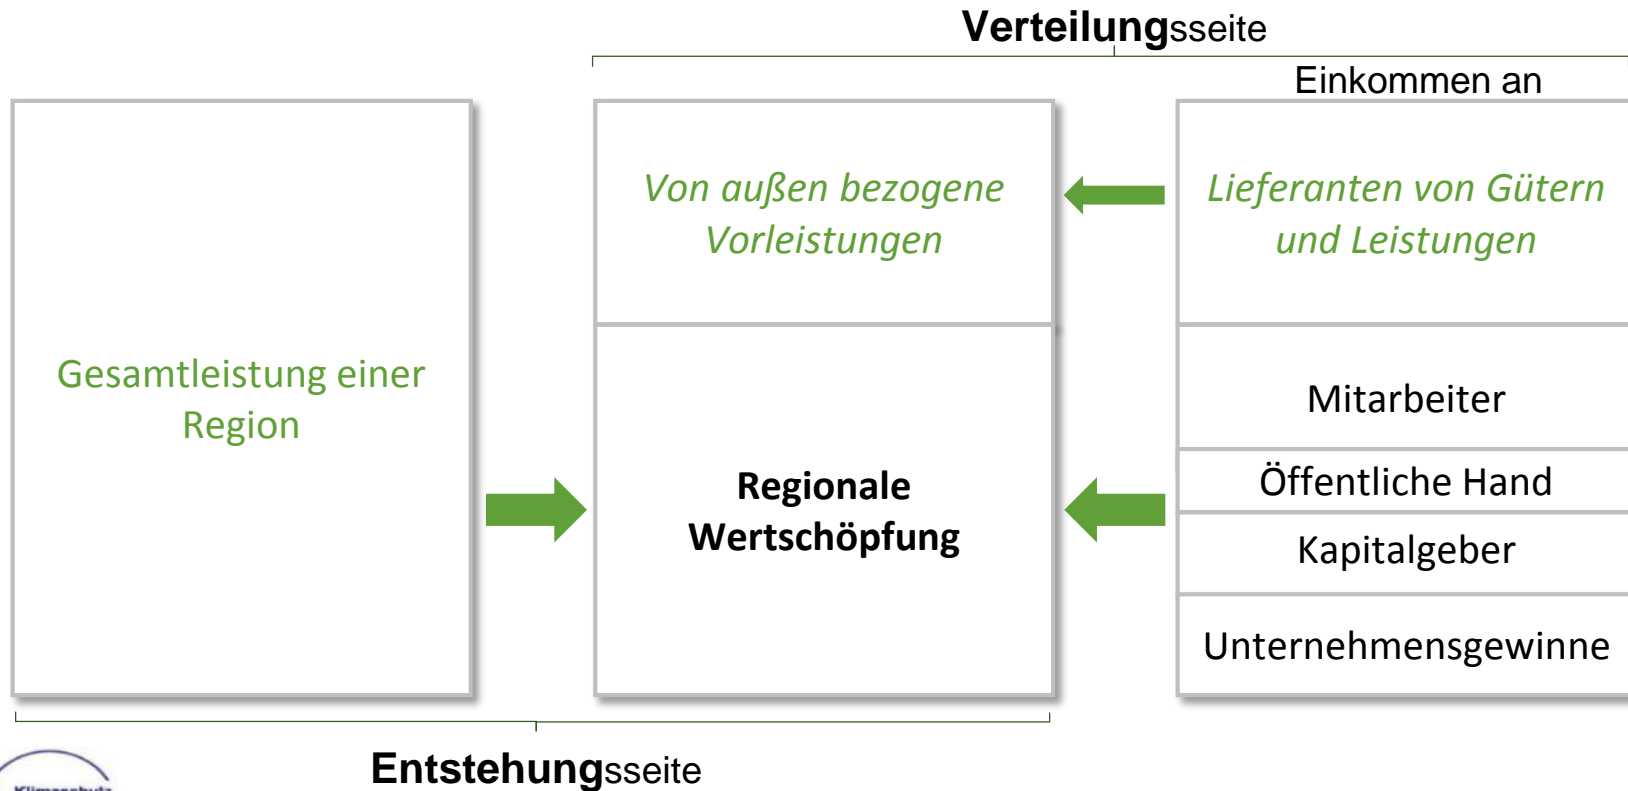 Verteilungsseite
Einkommen an
Von außen bezogene
Vorleistungen
Lieferanten von Gütern
und Leistungen
Gesamtleistung einer
Region
Mitarbeiter
Regionale
Wertschöpfung
Öffentliche Hand
Kapitalgeber
Unternehmensgewinne
Entstehungsseite
Klimaschutz